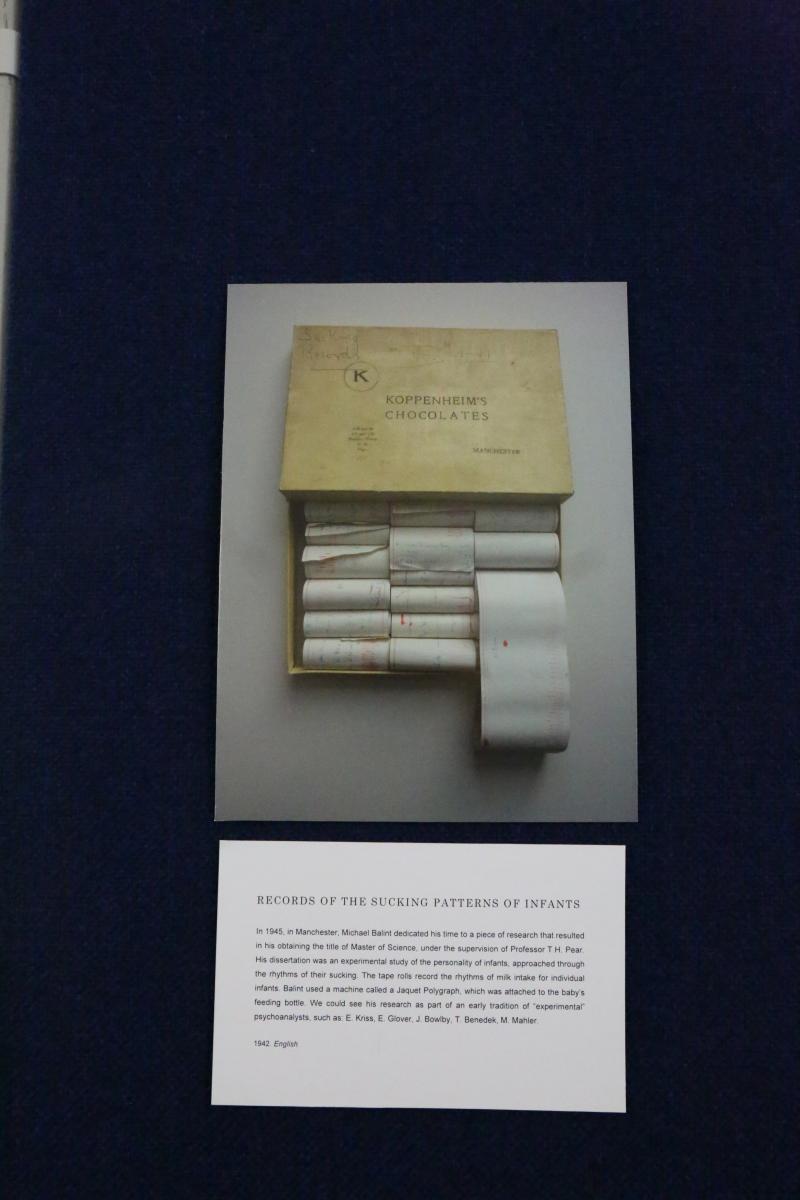 Sucking
Records
K
KOPPENHEIM'S
CHOCOLATES
MANCHESTER
RECORDS OF THE SUCKING PATTERNS OF INFANTS
In 1945, in Manchester, Michael Balint dedicated his time to a piece of research that resulted
in his obtaining the title of Master of Science, under the supervision of Professor T.H. Pear.
His dissertation was an experimental study of the personality of infants, approached through
the rhythms of their sucking. The tape rolls record the rhythms of milk intake for individual
infants. Balint used a machine called a Jaquet Polygraph, which was attached to the baby's
feeding bottle. We could see his research as part of an early tradition of "experimental"
psychoanalysts, such as: E. Kriss, E. Glover, J. Bowlby, T. Benedek, M. Mahler.
1942. English